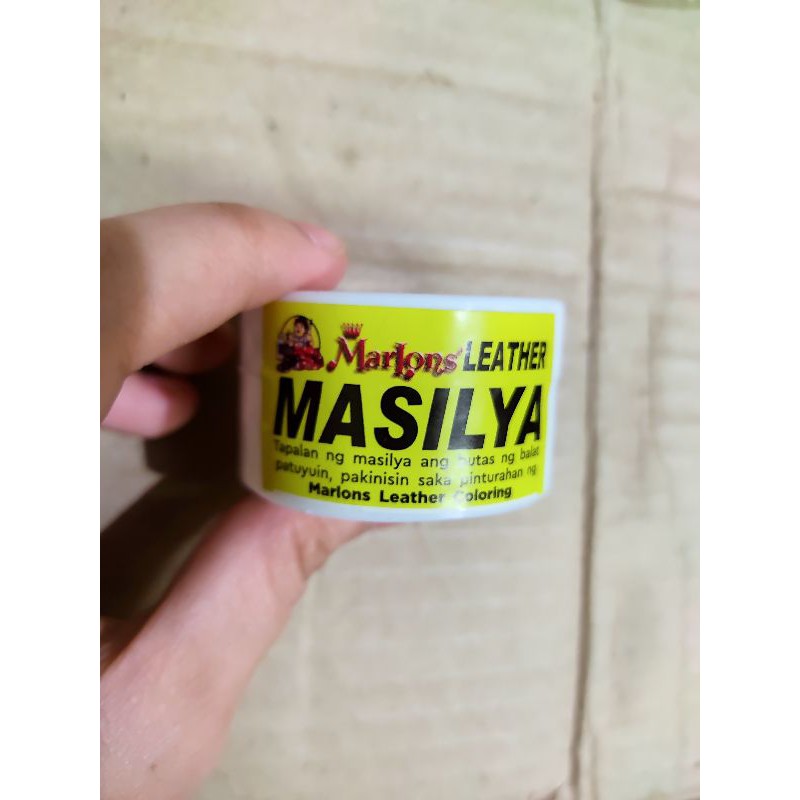 Marlons LEATHER
MASILYA
Tapalan ng masilya ang butas ng balat
patuyuin, pakinisin saka pinturahan ng
Marlons Leather Coloring